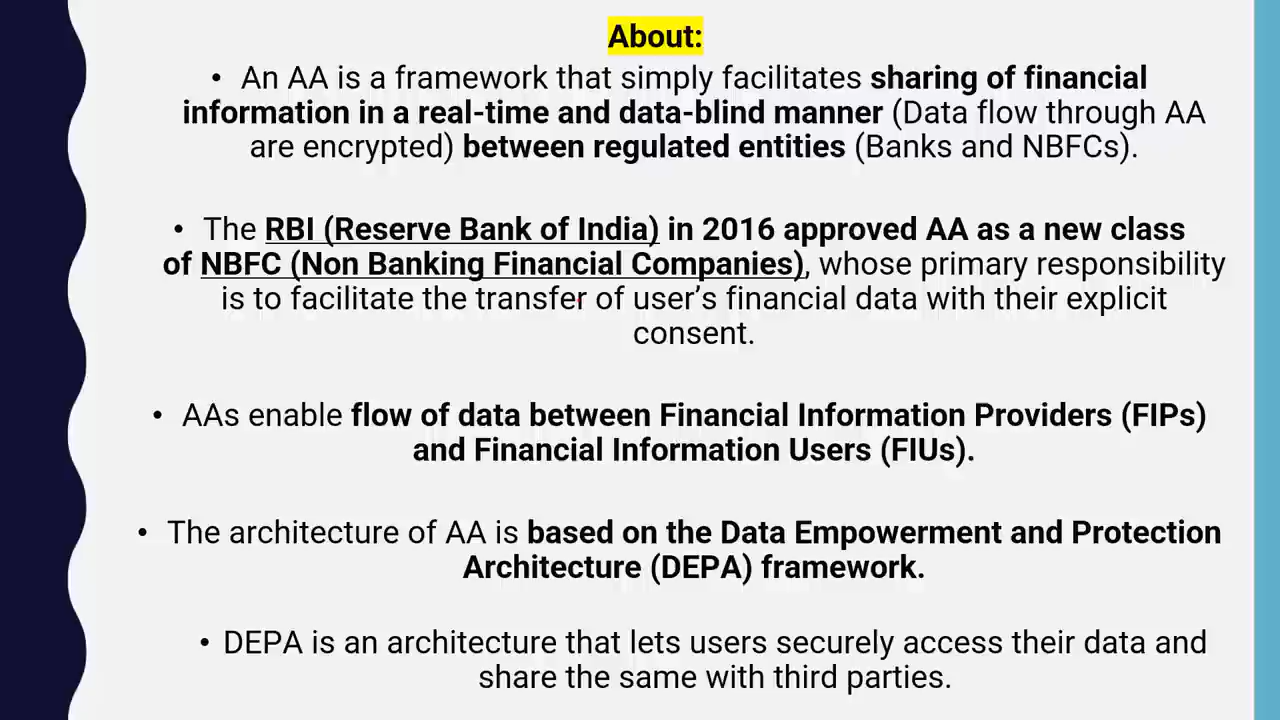 About:
• An AA is a framework that simply facilitates sharing of financial
information in a real-time and data-blind manner (Data flow through AA
are encrypted) between regulated entities (Banks and NBFCs).
• The RBI (Reserve Bank of India) in 2016 approved AA as a new class
of NBFC (Non Banking Financial Companies), whose primary responsibility
is to facilitate the transfer of user’s financial data with their explicit
consent.
• AAs enable flow of data between Financial Information Providers (FIPs)
and Financial Information Users (FIUs).
• The architecture of AA is based on the Data Empowerment and Protection
Architecture (DEPA) framework.
• DEPA is an architecture that lets users securely access their data and
share the same with third parties.